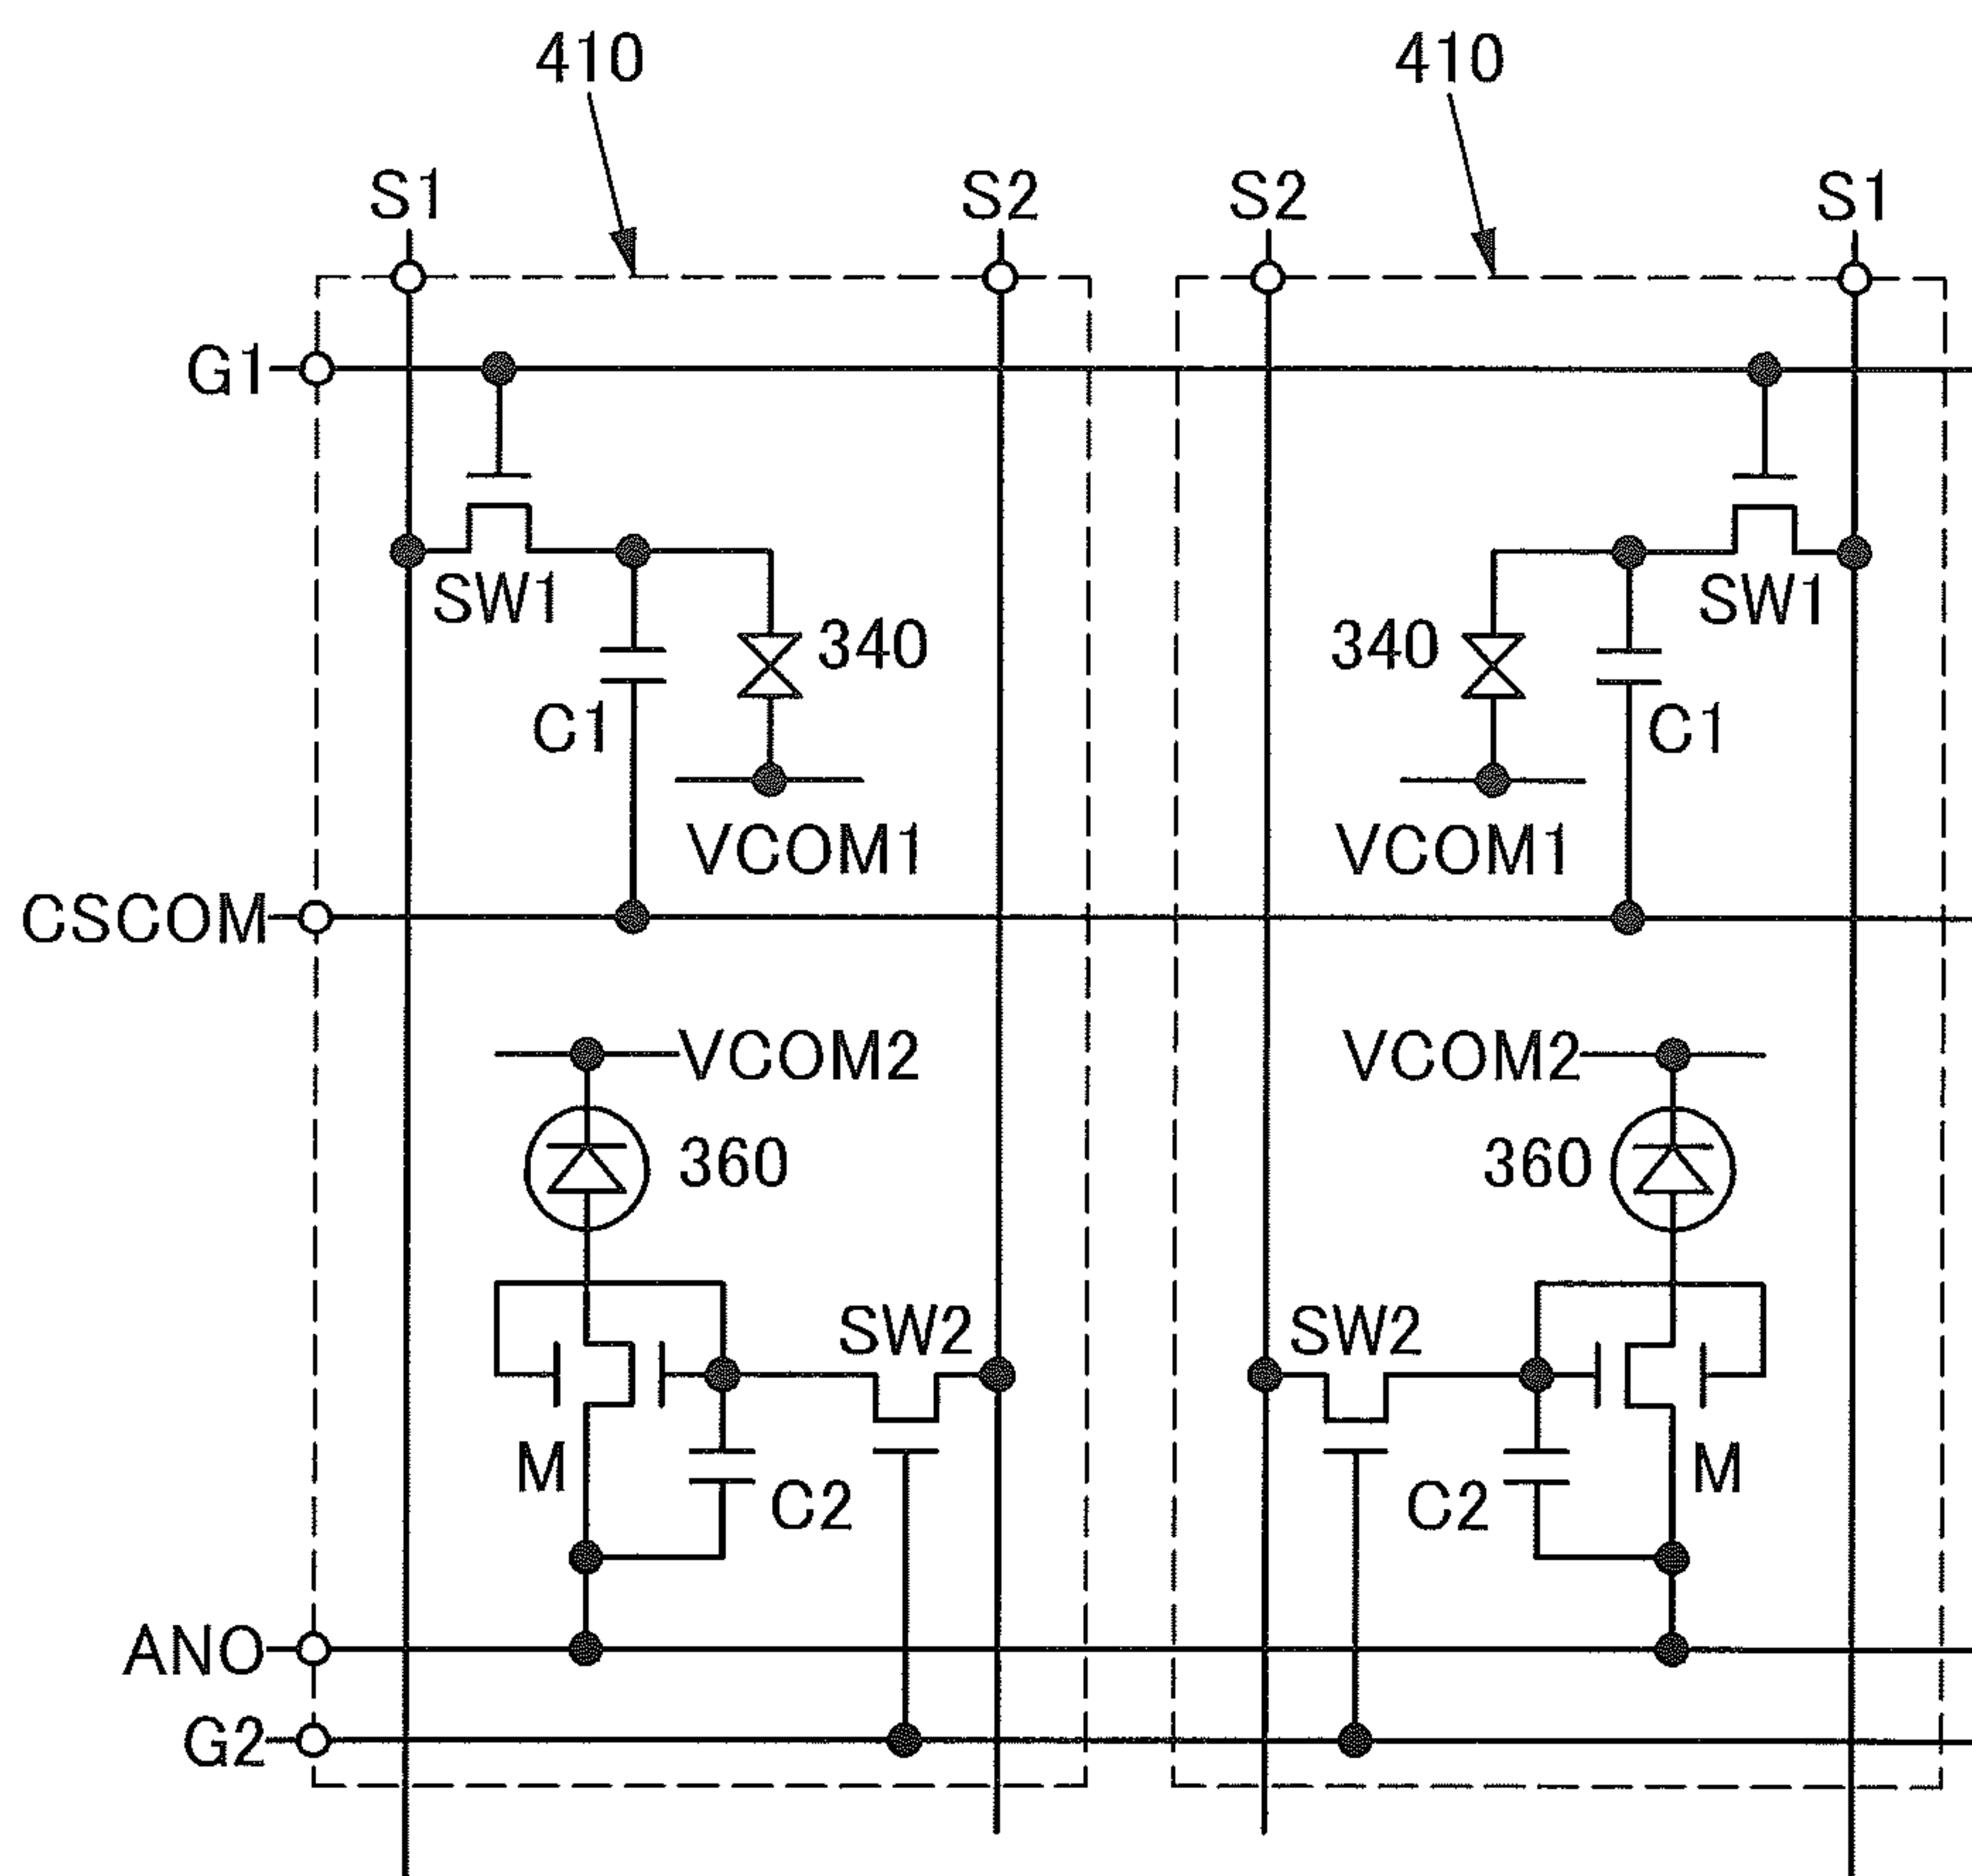 410 410
S1 S2 S2 S1
G1
SW1 SW1
340 340
C1 C1
VCOM1 VCOM1
CSCOM
VCOM2 VCOM2
360 360
SW2 SW2
M M
C2 C2
ANO
G2